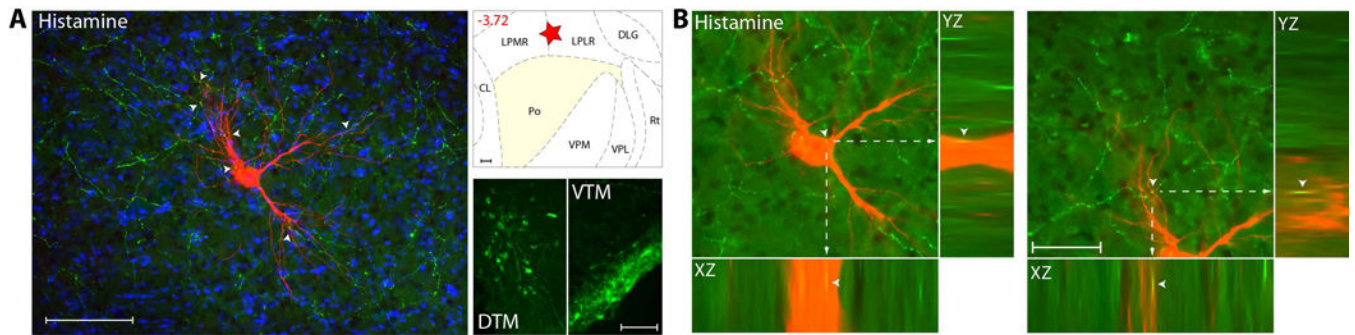 A
Histamine
-3.72
LPMR
LPLR
DLG
CL
Po
Rt
VPM
VPL
DTM
VTM
B
Histamine
YZ
XZ
YZ
XZ